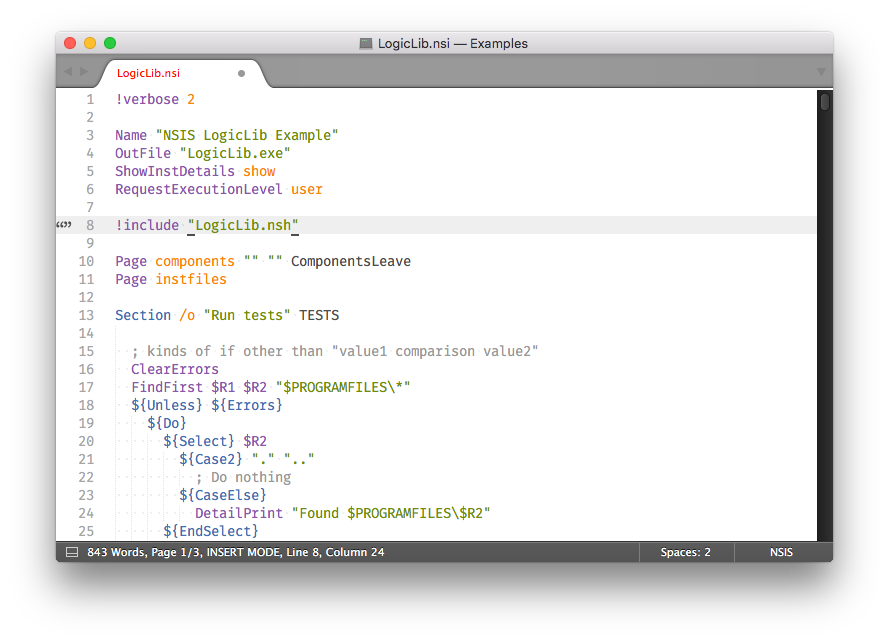 LogicLib.nsi — Examples
LogicLib.nsi
1 !verbose 2
2
3 Name "NSIS LogicLib Example"
4 OutFile "LogicLib.exe"
5 ShowInstDetails show
6 RequestExecutionLevel user
7
8 !include "LogicLib.nsh"
9
10 Page components "" "" ComponentsLeave
11 Page instfiles
12
13 Section /o "Run tests" TESTS
14
15   ; kinds of if other than "value1 comparison value2"
16   ClearErrors
17   FindFirst $R1 $R2 "$PROGRAMFILES\*"
18   ${Unless} ${Errors}
19     ${Do}
20       ${Select} $R2
21         ${Case2} "." ".."
22           ; Do nothing
23         ${CaseElse}
24           DetailPrint "Found $PROGRAMFILES\$R2"
25       ${EndSelect}
843 Words, Page 1/3, INSERT MODE, Line 8, Column 24 Spaces: 2 NSIS